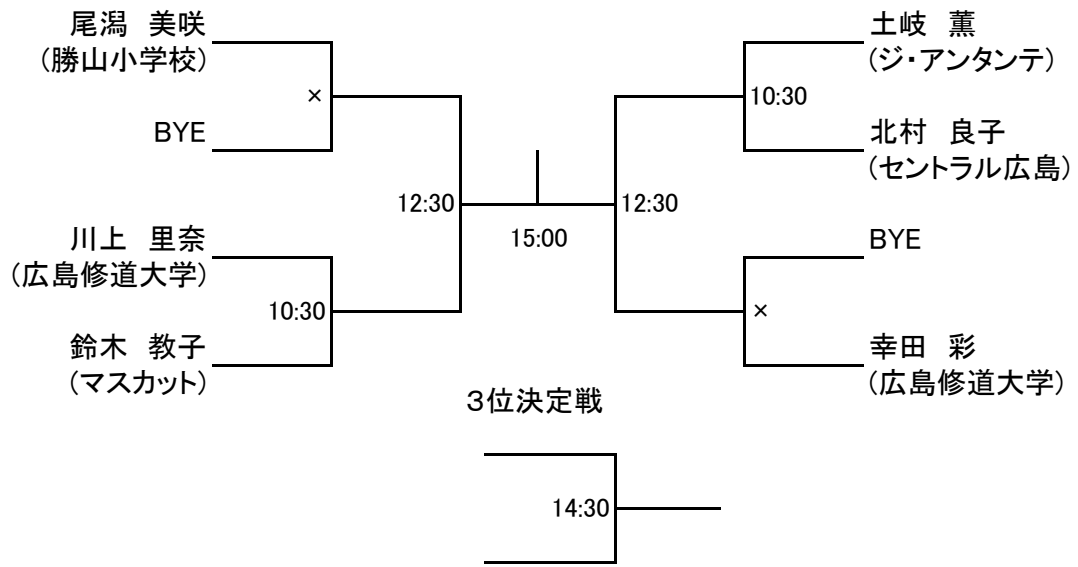 尾潟　美咲
(勝山小学校)
×
BYE
12:30
川上　里奈
(広島修道大学)
10:30
鈴木　教子
(マスカット)
15:00
土岐　薫
(ジ・アンタンテ)
10:30
北村　良子
(セントラル広島)
12:30
BYE
×
幸田　彩
(広島修道大学)
３位決定戦
14:30